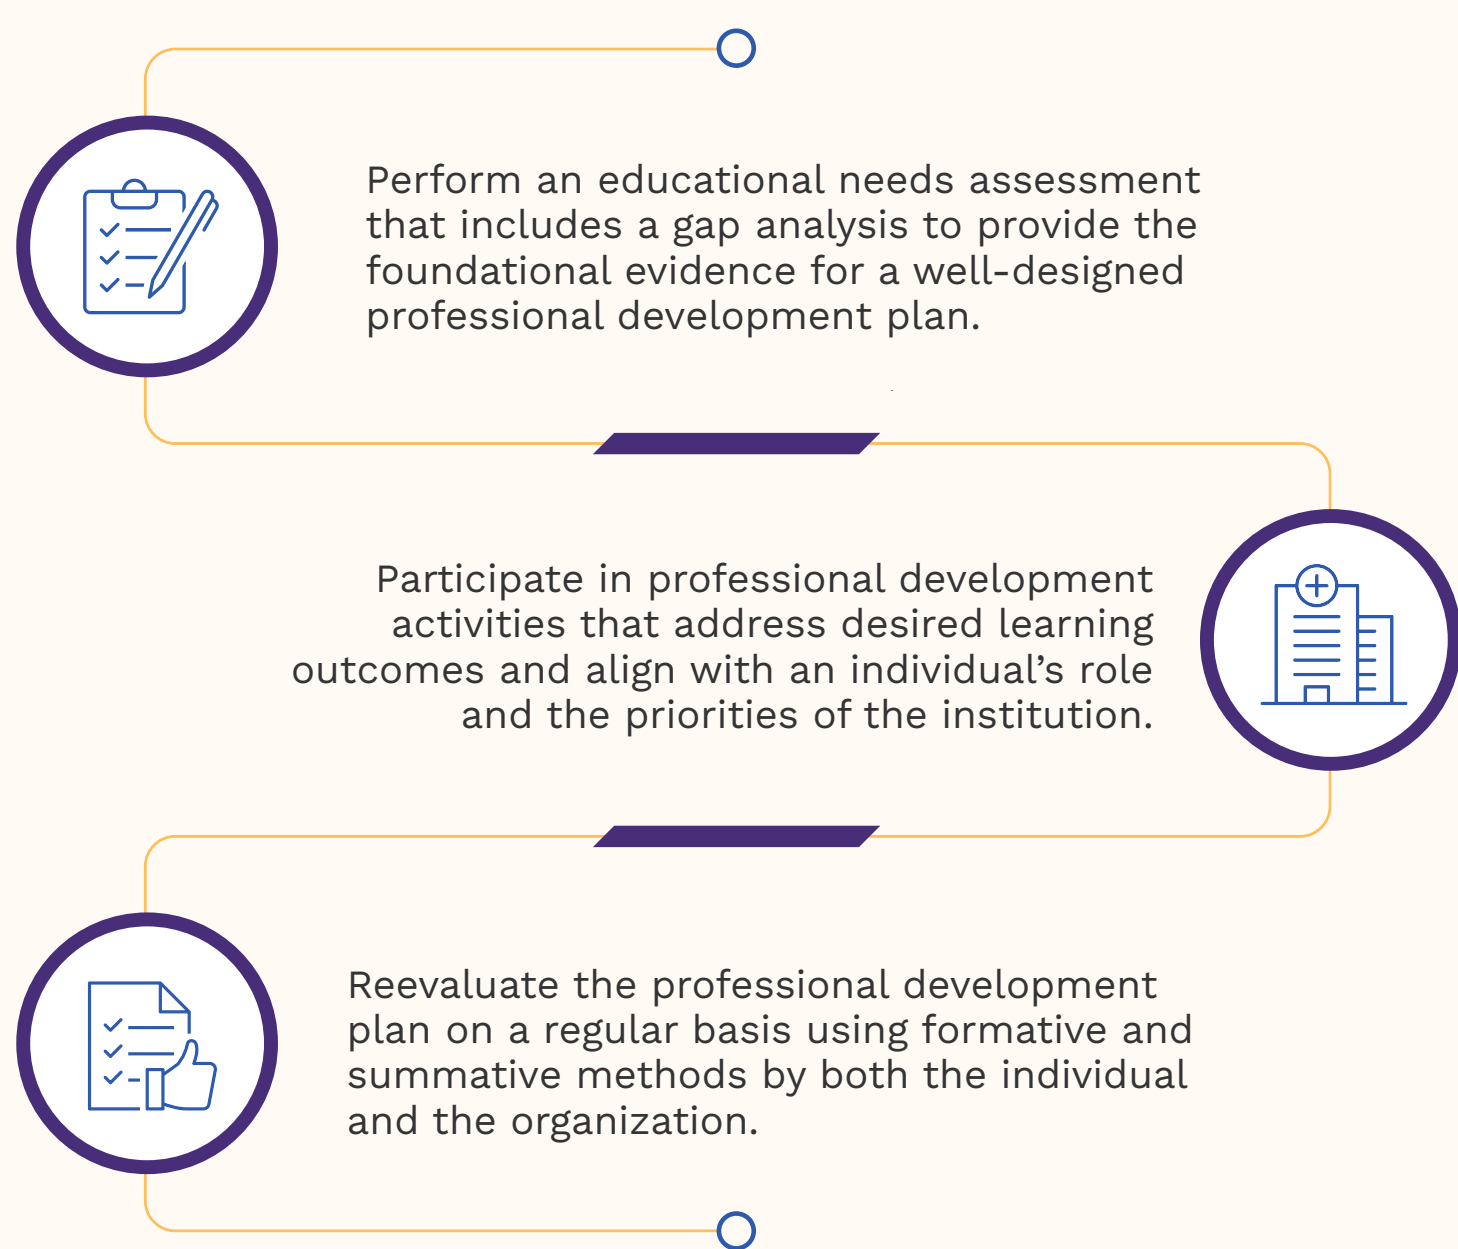 Perform an educational needs assessment
that includes a gap analysis to provide the
foundational evidence for a well-designed
professional development plan.
Participate in professional development
activities that address desired learning
outcomes and align with an individual’s role
and the priorities of the institution.
Reevaluate the professional development
plan on a regular basis using formative and
summative methods by both the individual
and the organization.